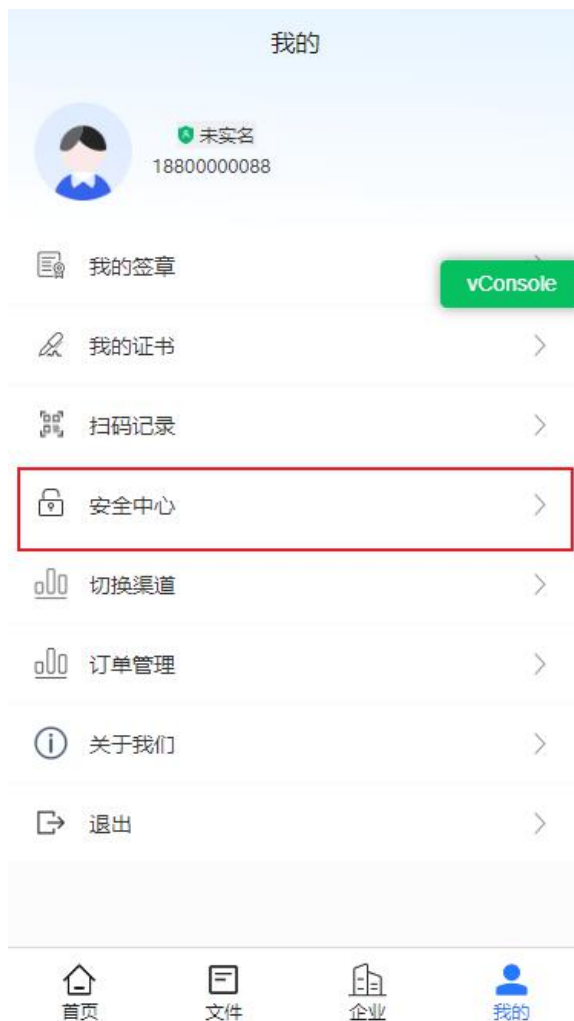 我的
未实名
18800000088
我的签章
vConsole
我的证书
扫码记录
安全中心
切换渠道
订单管理
关于我们
退出
首页
文件
企业
我的